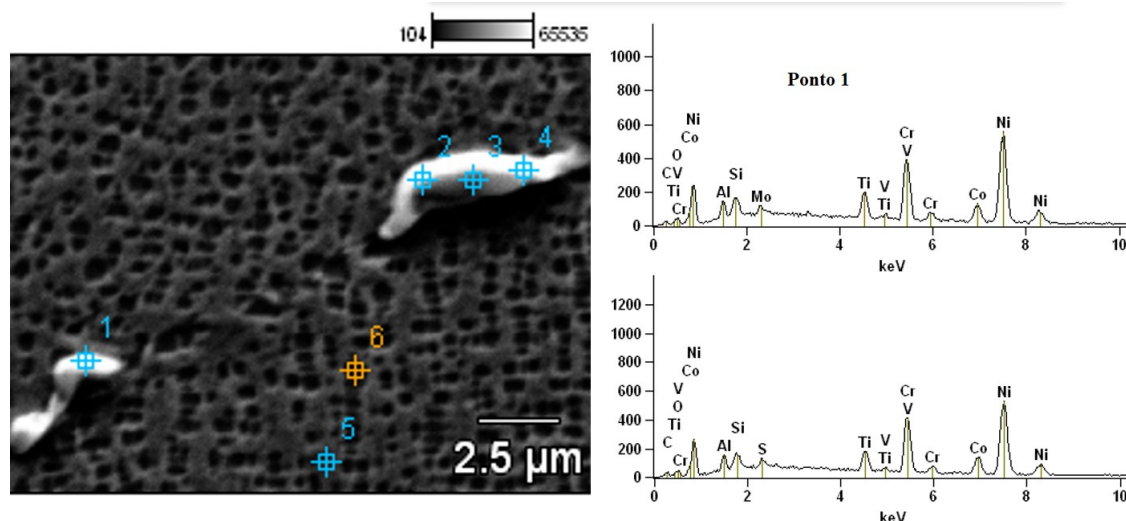 104 65535
2 3 4
1
6
5
2.5 µm
Ponto 1
1000
800
600
400
200
0
Ni
Co
O
C V
Ti
Cr
Al
Si
Mo
Ti
V
Ti
Cr
V
Cr
Co
Ni
Ni
0 2 4 6 8 10
keV
1200
1000
800
600
400
200
0
Ni
Co
V
O
Ti
C
Cr
Al
Si
S
Ti
V
Ti
Cr
V
Cr
Co
Ni
Ni
0 2 4 6 8 10
keV